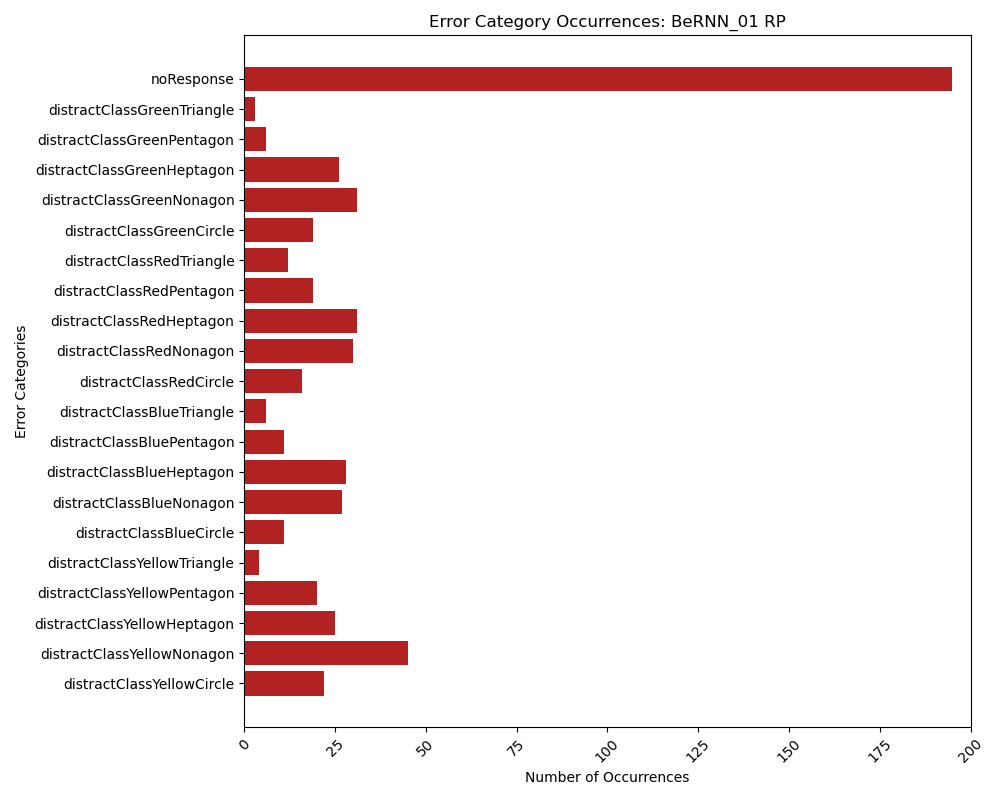 Error Category Occurrences: BeRNN_01 RP
noResponse
distractClassGreenTriangle
distractClassGreenPentagon
distractClassGreenHeptagon
distractClassGreenNonagon
distractClassGreenCircle
distractClassRedTriangle
distractClassRedPentagon
distractClassRedHeptagon
distractClassRedNonagon
distractClassRedCircle
distractClassBlueTriangle
distractClassBluePentagon
distractClassBlueHeptagon
distractClassBlueNonagon
distractClassBlueCircle
distractClassYellowTriangle
distractClassYellowPentagon
distractClassYellowHeptagon
distractClassYellowNonagon
distractClassYellowCircle
Error Categories
0
25
50
75
100
125
150
175
200
Number of Occurrences